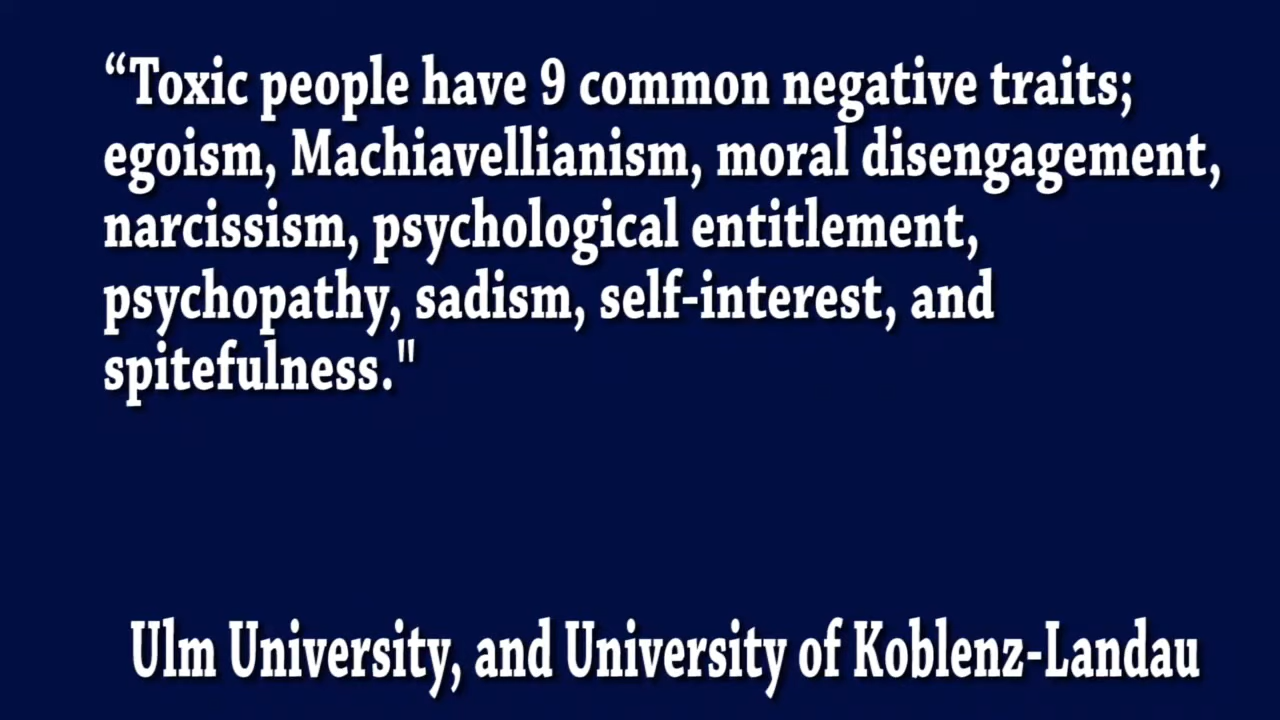 “Toxic people have 9 common negative traits;
egoism, Machiavellianism, moral disengagement,
narcissism, psychological entitlement,
psychopathy, sadism, self-interest, and
spitefulness."
Ulm University, and University of Koblenz-Landau